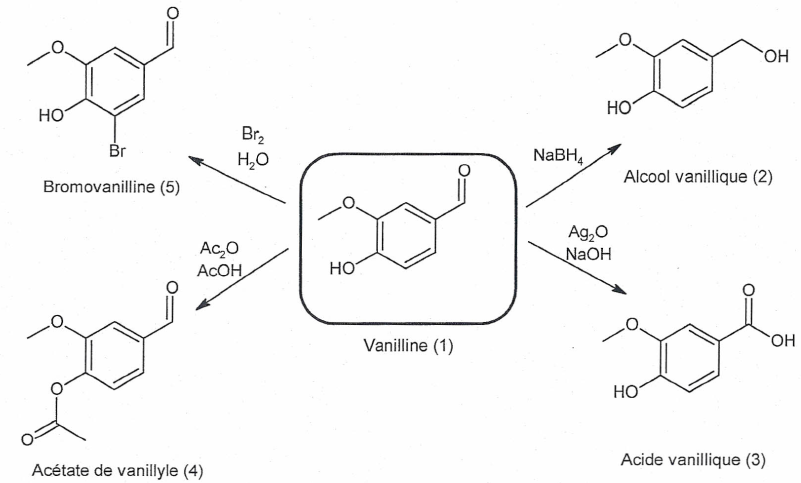 O
O
HO
Br
Bromovanilline (5)
Br2
H2O
O
OH
HO
NaBH4
Alcool vanillique (2)
O
O
HO
Vanilline (1)
Ac2O
AcOH
Ag2O
NaOH
O
O
O
O
Acétate de vanillyle (4)
O
O
OH
HO
Acide vanillique (3)